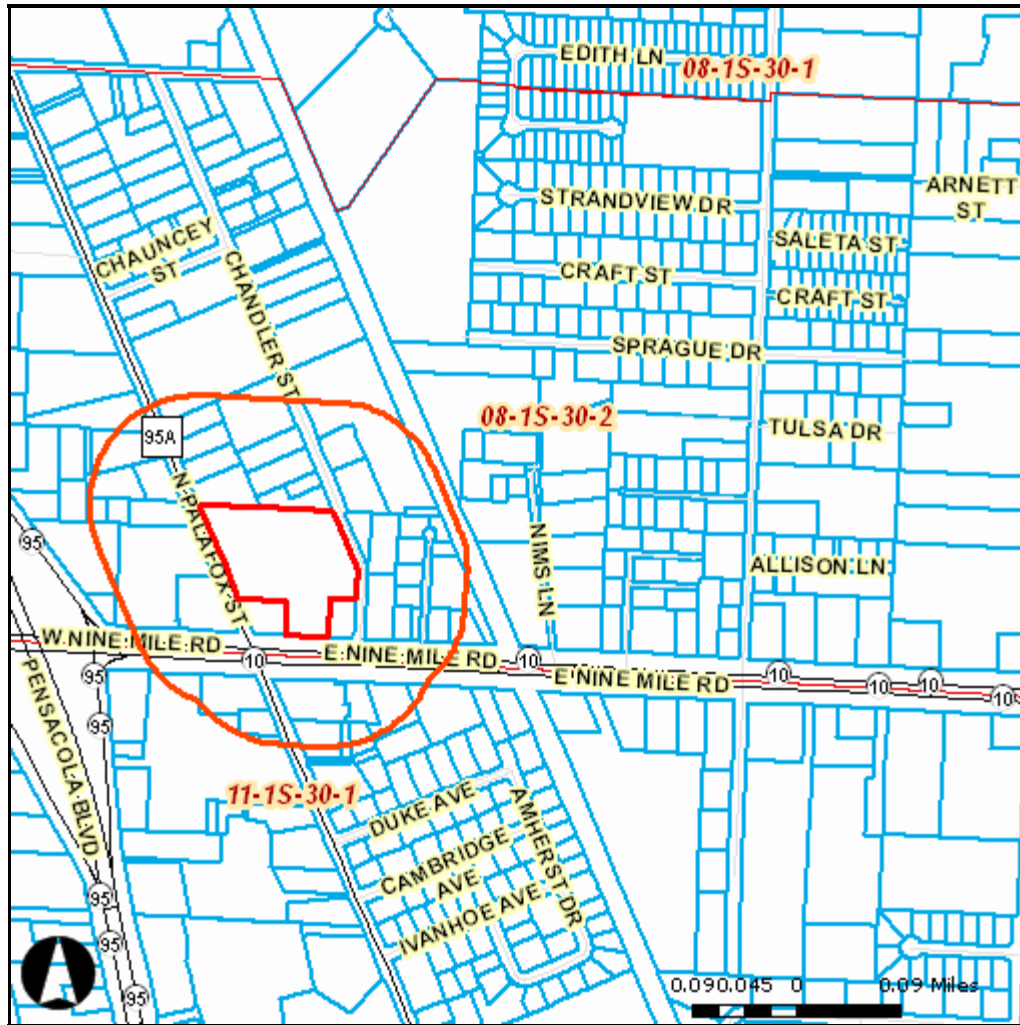 EDITH LN
08-1S-30-1
STRANDVIEW DR
ARNETT
ST
CHAUNCEY
ST
SALETA ST
CHANDLER ST
CRAFT ST
CRAFT ST
SPRAGUE DR
08-1S-30-2
TULSA DR
95A
N PALAFOX ST
95
NIMS LN
ALLISON LN
W NINE MILE RD
10
E NINE MILE RD
10
E NINE MILE RD
10
10
10
10
95
PENSACOLA BLVD
95
11-1S-30-1
DUKE AVE
AMHERST DR
CAMBRIDGE
AVE
IVANHOE AVE
95
95
95
0.090.045 0 0.09 Miles